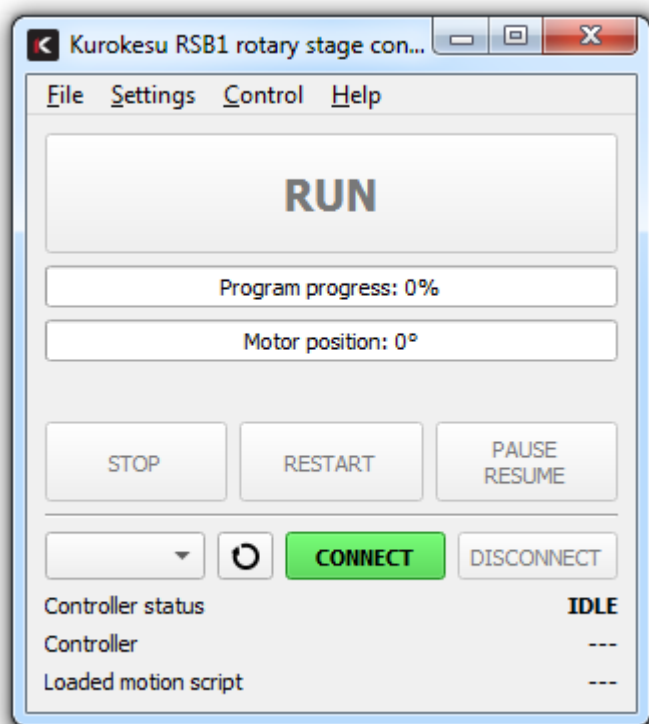 Kurokesu RSB1 rotary stage con...
File Settings Control Help
RUN
Program progress: 0%
Motor position: 0°
STOP RESTART PAUSE
RESUME
CONNECT DISCONNECT
Controller status IDLE
Controller ---
Loaded motion script ---